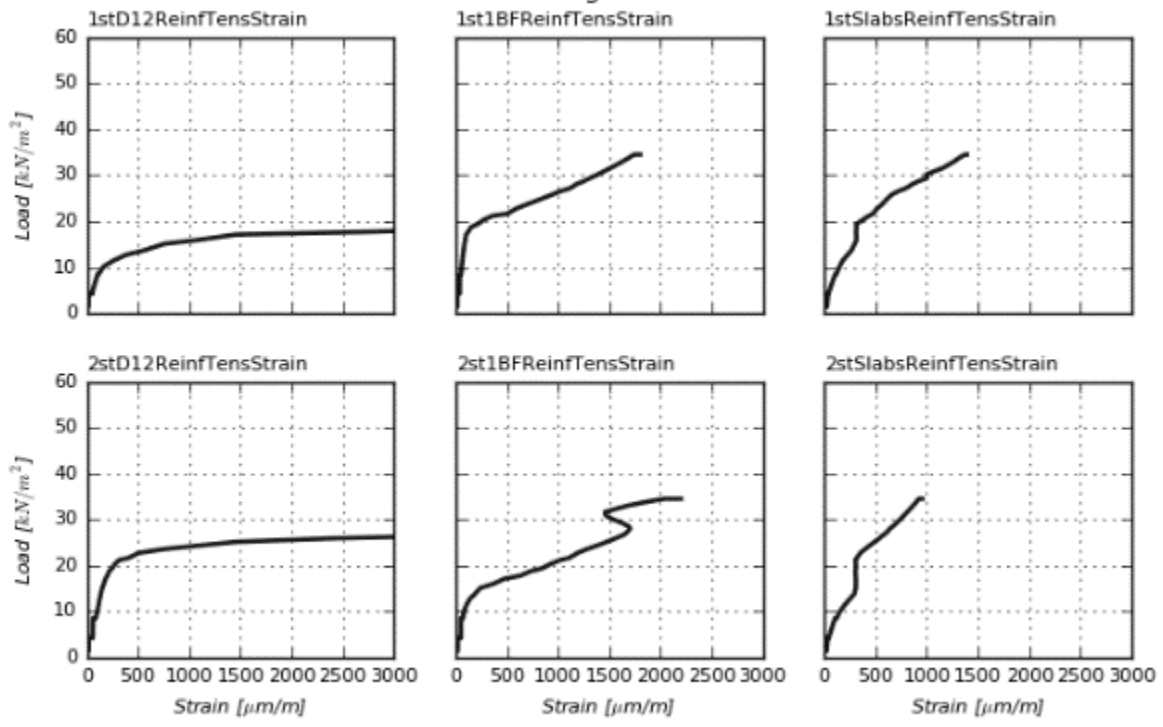 1stD12ReinfTensStrain
1st1BFReinfTensStrain
1stSlabsReinfTensStrain
60
50
40
30
20
10
0
Load [kN/m²]
2stD12ReinfTensStrain
2st1BFReinfTensStrain
2stSlabsReinfTensStrain
60
50
40
30
20
10
0
Load [kN/m²]
0 500 1000 1500 2000 2500 3000
0 500 1000 1500 2000 2500 3000
0 500 1000 1500 2000 2500 3000
Strain [μm/m]
Strain [μm/m]
Strain [μm/m]